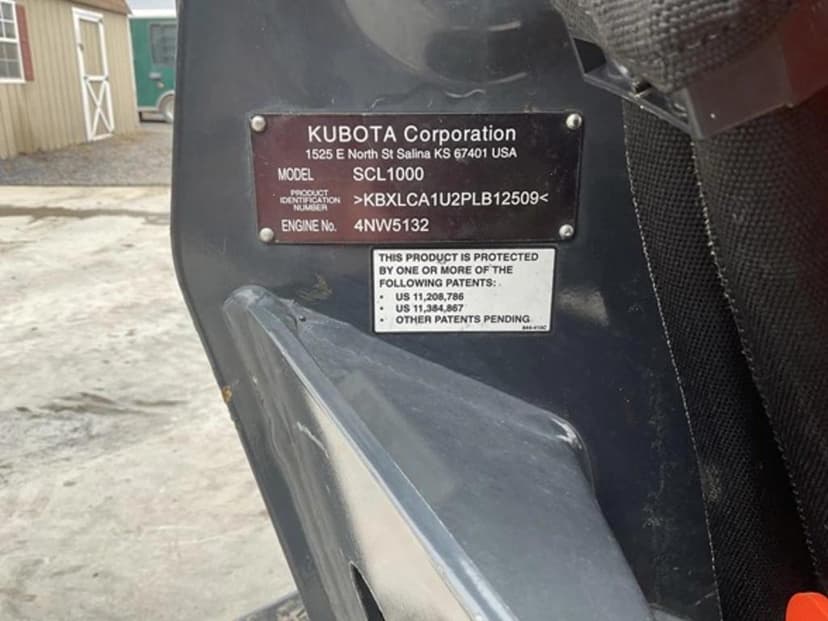 KUBOTA Corporation
1525 E North St Salina KS 67401 USA
MODEL SCL1000
PRODUCT
IDENTIFICATION
NUMBER >KBXLCA1U2PLB12509<
ENGINE No. 4NW5132
THIS PRODUCT IS PROTECTED
BY ONE OR MORE OF THE
FOLLOWING PATENTS:
• US 11,208,786
• US 11,384,867
• OTHER PATENTS PENDING